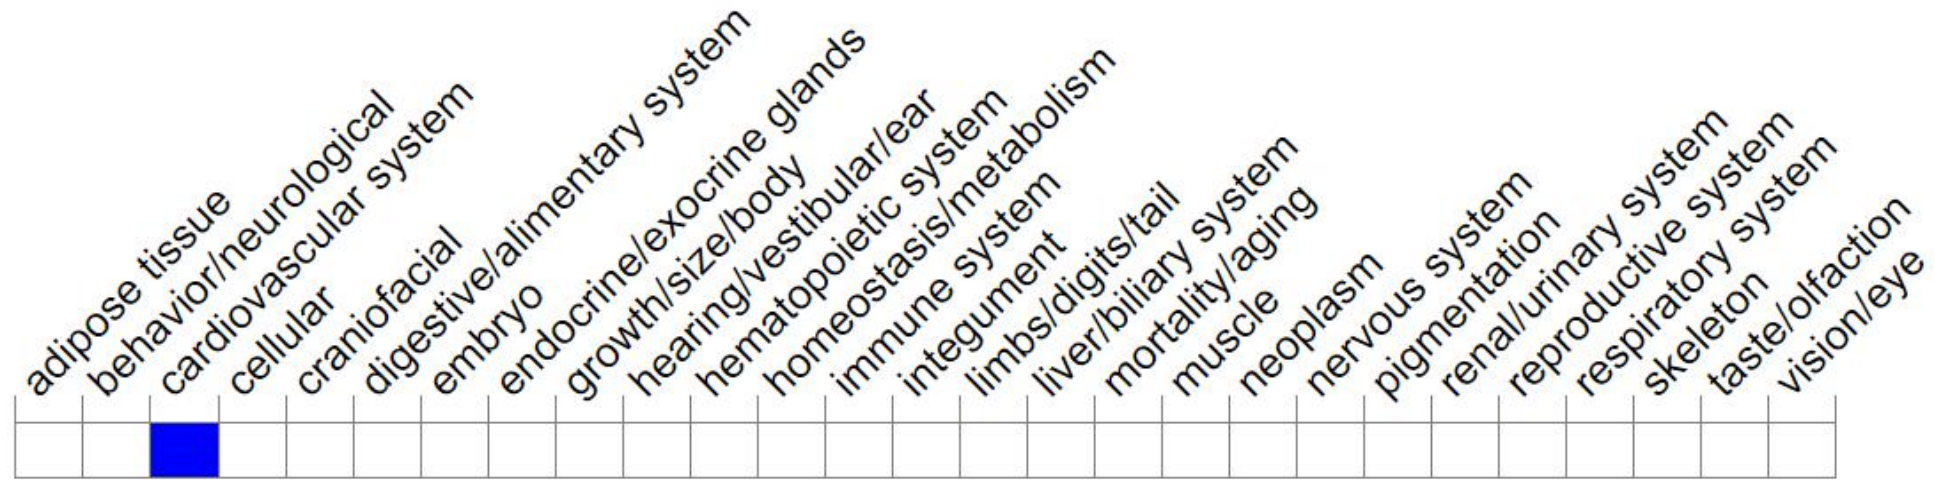 adipose tissue
behavior/neurological
cardiovascular system
cellular
craniofacial
digestive/alimentary system
embryo
endocrine/exocrine glands
growth/size/body
hearing/vestibular/ear
hematopoietic system
homeostasis/metabolism
immune system
integument
limbs/digits/tail
liver/biliary system
mortality/aging
muscle
neoplasm
nervous system
pigmentation
renal/urinary system
reproductive system
respiratory system
skeleton
taste/olfaction
vision/eye